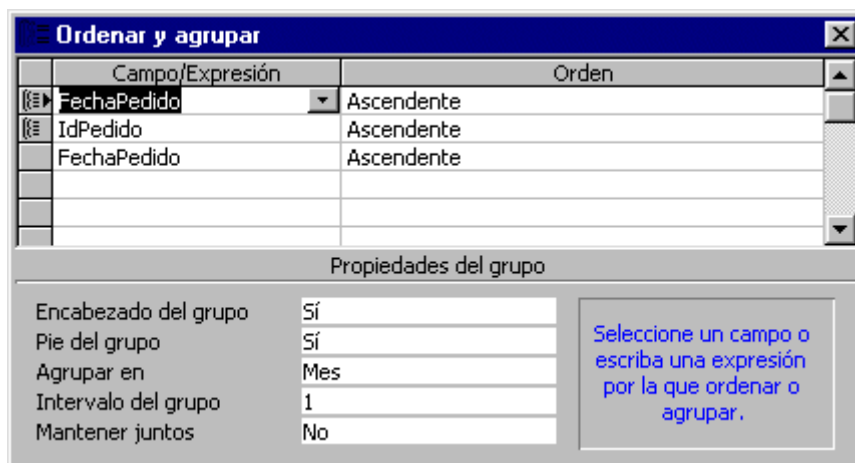 Ordenar y agrupar
Campo/Expresión Orden
FechaPedido Ascendente
IdPedido Ascendente
FechaPedido Ascendente
Propiedades del grupo
Encabezado del grupo Sí
Pie del grupo Sí
Agrupar en Mes
Intervalo del grupo 1
Mantener juntos No
Seleccione un campo o
escriba una expresión
por la que ordenar o
agrupar.